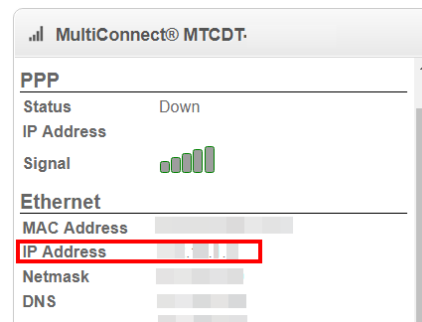 MultiConnect® MTCDT-
PPP
Status Down
IP Address
Signal
Ethernet
MAC Address
IP Address
Netmask
DNS